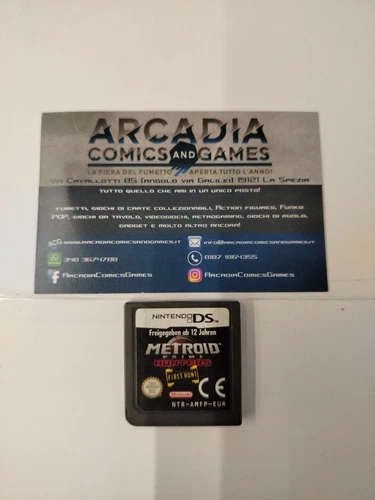 ARCADIA
COMICS AND GAMES
LA FIERA DEL FUMETTO APERTA TUTTO L'ANNO!
Via Cavallotti 85 (angolo via Galilei) 19121 La Spezia
TUTTO QUELLO CHE AMI IN UN UNICO POSTO!
FUMETTI, GIOCHI DI CARTE COLLEZIONABILI, ACTION FIGURES, FUNKO
POP, GIOCHI DA TAVOLO, VIDEOGIOCHI, RETROGAMING, GIOCHI DI RUOLO,
GADGET E MOLTO ALTRO ANCORA!
www.arcadiacomicsandgames.it
info@arcadiacomicsandgames.it
348 3674788
0187 1864355
ArcadiaComicsGames
ArcadiaComicsGames
NINTENDO DS™
Freigegeben ab 12 Jahren
METROID
PRIME
HUNTERS
FIRST HUNT
Nintendo
CE
NTR-AMFP-EUR